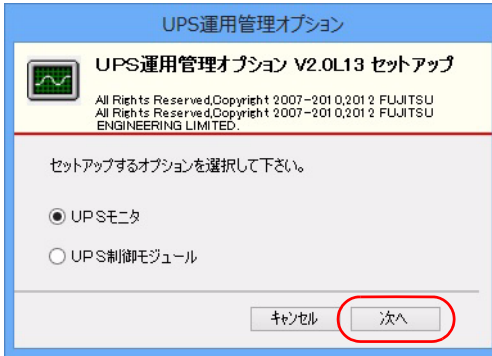 UPS運用管理オプション
UPS運用管理オプション V2.0L13 セットアップ
All Rights Reserved,Copyright 2007-2010,2012 FUJITSU
All Rights Reserved,Copyright 2007-2010,2012 FUJITSU
ENGINEERING LIMITED.
セットアップするオプションを選択して下さい。
UPSモニタ
UPS制御モジュール
キャンセル 次へ